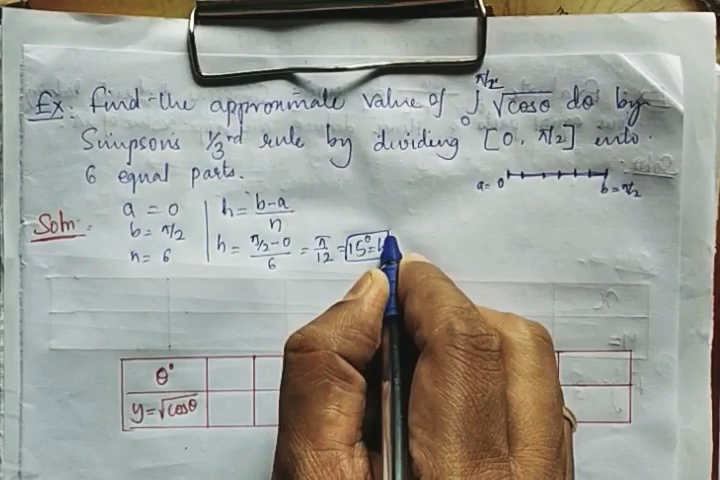 Ex: find the approximate value of ∫₀^π/2 √cosθ dθ by
Simpson's 1/3rd rule by dividing [0, π/2] into
6 equal parts.
a = 0 b = π/2
Soln:
a = 0
b = π/2
n = 6
h = b-a/n
h = π/2-0/6 = π/12 = 15° = h
θ°
y = √cosθ